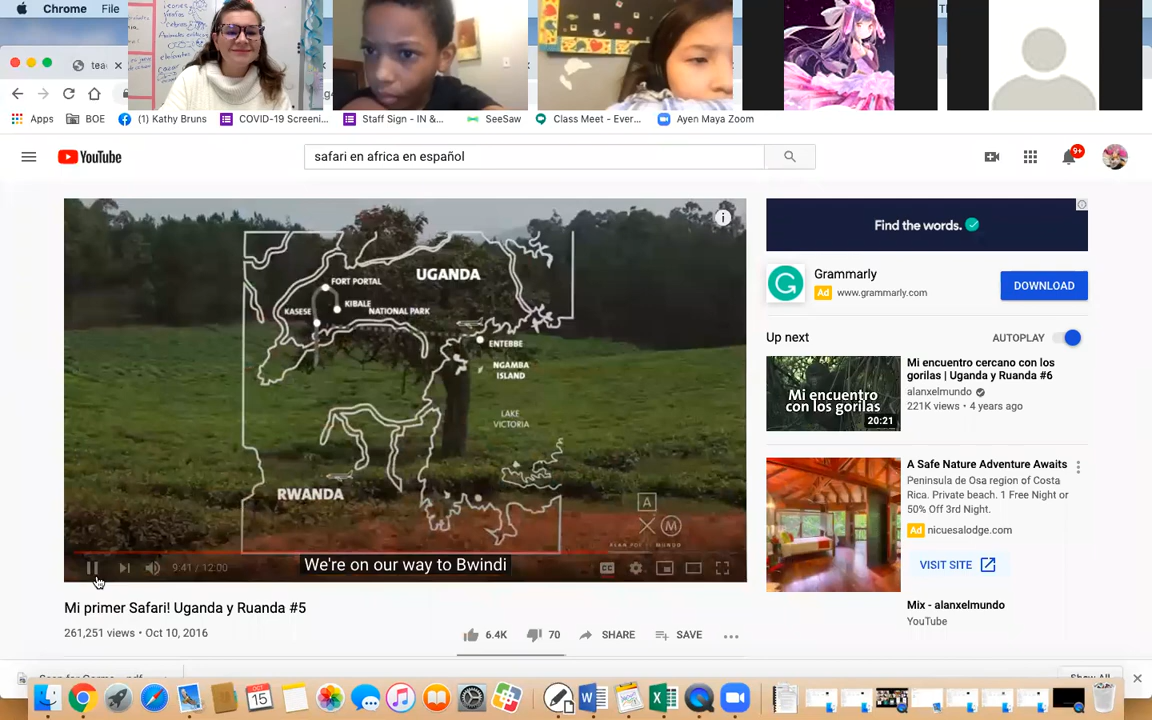 Chrome File
tea
Apps BOE (1) Kathy Bruns COVID-19 Screeni... Staff Sign - IN &... SeeSaw Class Meet - Ever... Ayen Maya Zoom
YouTube
safari en africa en español
9+
UGANDA
FORT PORTAL
KIBALE
KASESE
NATIONAL PARK
ENTEBBE
NGAMBA
ISLAND
LAKE
VICTORIA
RWANDA
A
M
PLAN POR EL MUNDO
9:41 / 12:00
We're on our way to Bwindi
Mi primer Safari! Uganda y Ruanda #5
261,251 views • Oct 10, 2016
6.4K 70 SHARE SAVE
Find the words.
Grammarly
Ad www.grammarly.com
DOWNLOAD
Up next AUTOPLAY
Mi encuentro
con los gorilas
20:21
Mi encuentro cercano con los
gorilas | Uganda y Ruanda #6
alanxelmundo
221K views • 4 years ago
A Safe Nature Adventure Awaits
Peninsula de Osa region of Costa
Rica. Private beach. 1 Free Night or
50% Off 3rd Night.
Ad nicuesalodge.com
VISIT SITE
Mix - alanxelmundo
YouTube
Show All
OCT
15